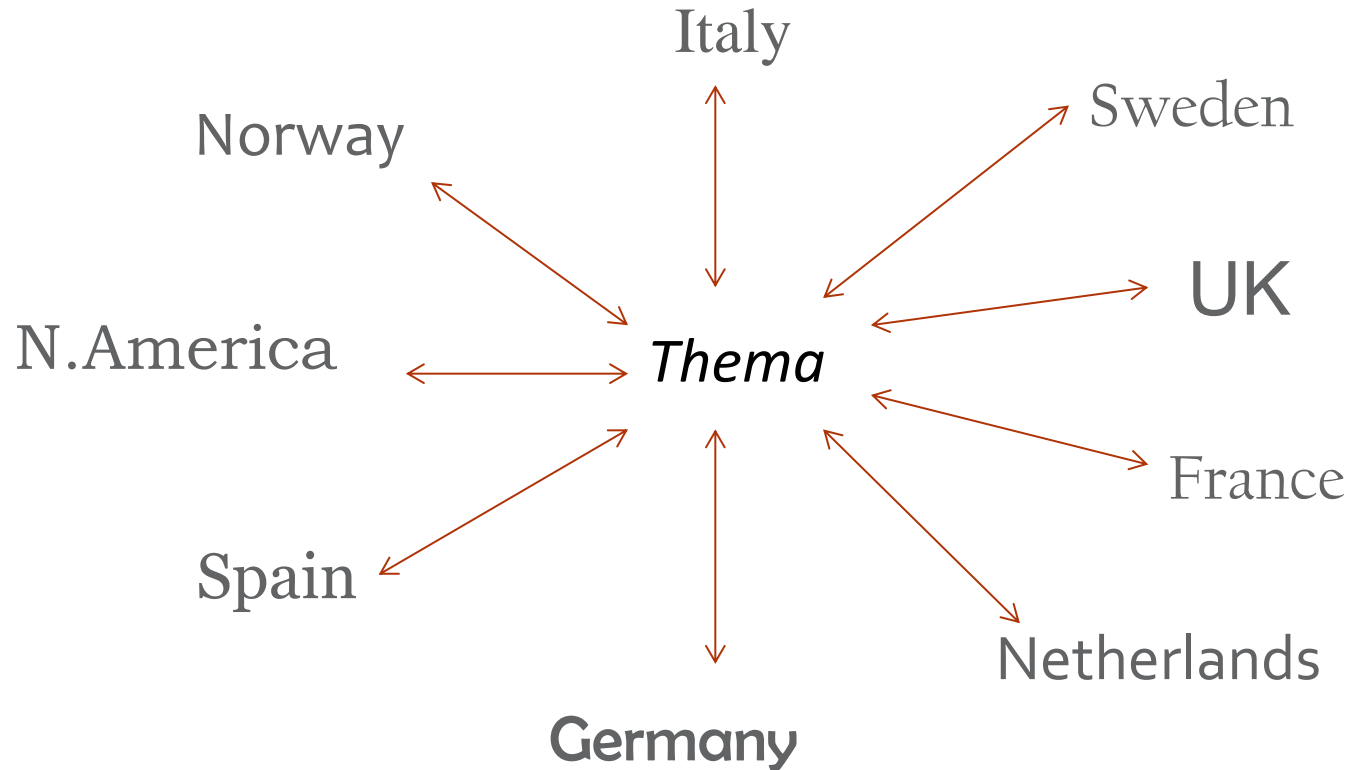 Italy
Sweden
Norway
UK
N.America
Thema
France
Spain
Netherlands
Germany